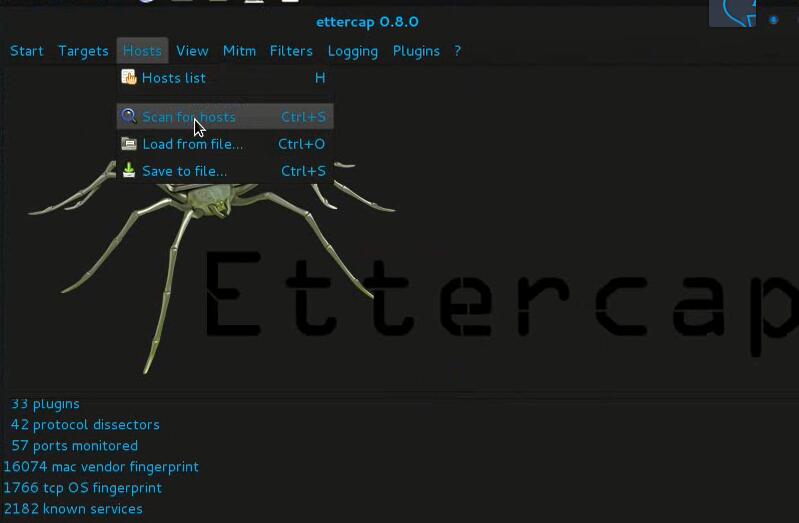 ettercap 0.8.0
Start Targets Hosts View Mitm Filters Logging Plugins ?
Hosts list H
Scan for hosts Ctrl+S
Load from file... Ctrl+O
Save to file... Ctrl+S
Ettercap
33 plugins
42 protocol dissectors
57 ports monitored
16074 mac vendor fingerprint
1766 tcp OS fingerprint
2182 known services